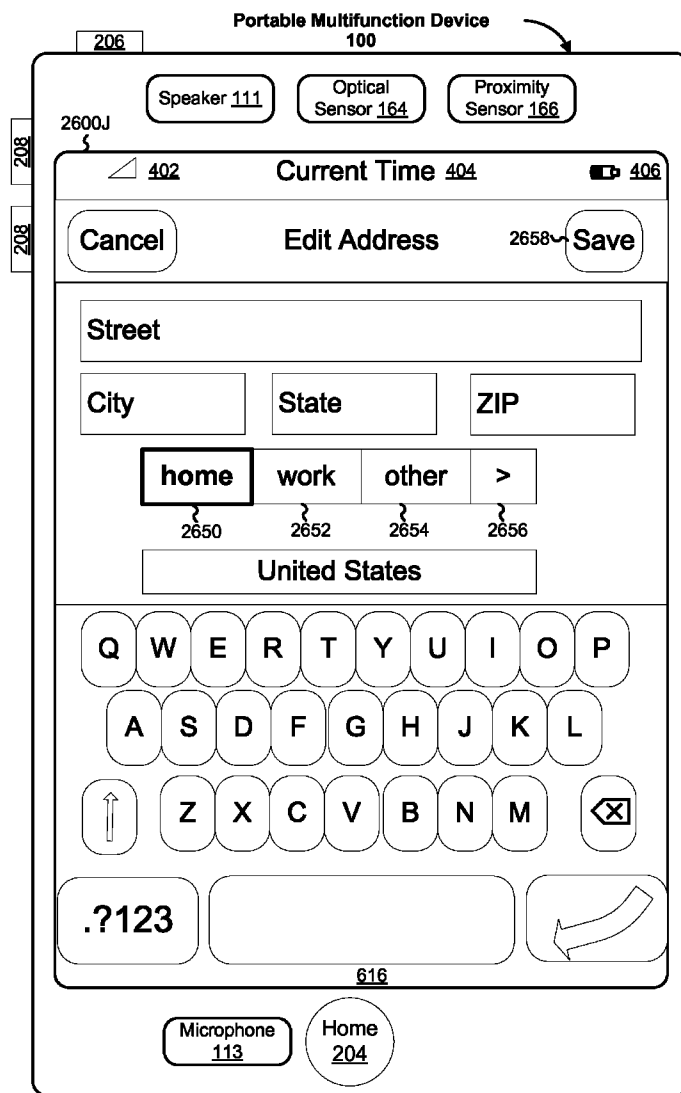 Portable Multifunction Device
100
206
Speaker 111
Optical
Sensor 164
Proximity
Sensor 166
2600J
208
208
402
Current Time 404
406
Cancel
Edit Address
2658
Save
Street
City
State
ZIP
home
work
other
>
2650
2652
2654
2656
United States
Q W E R T Y U I O P
A S D F G H J K L
Z X C V B N M
.?123
616
Microphone
113
Home
204